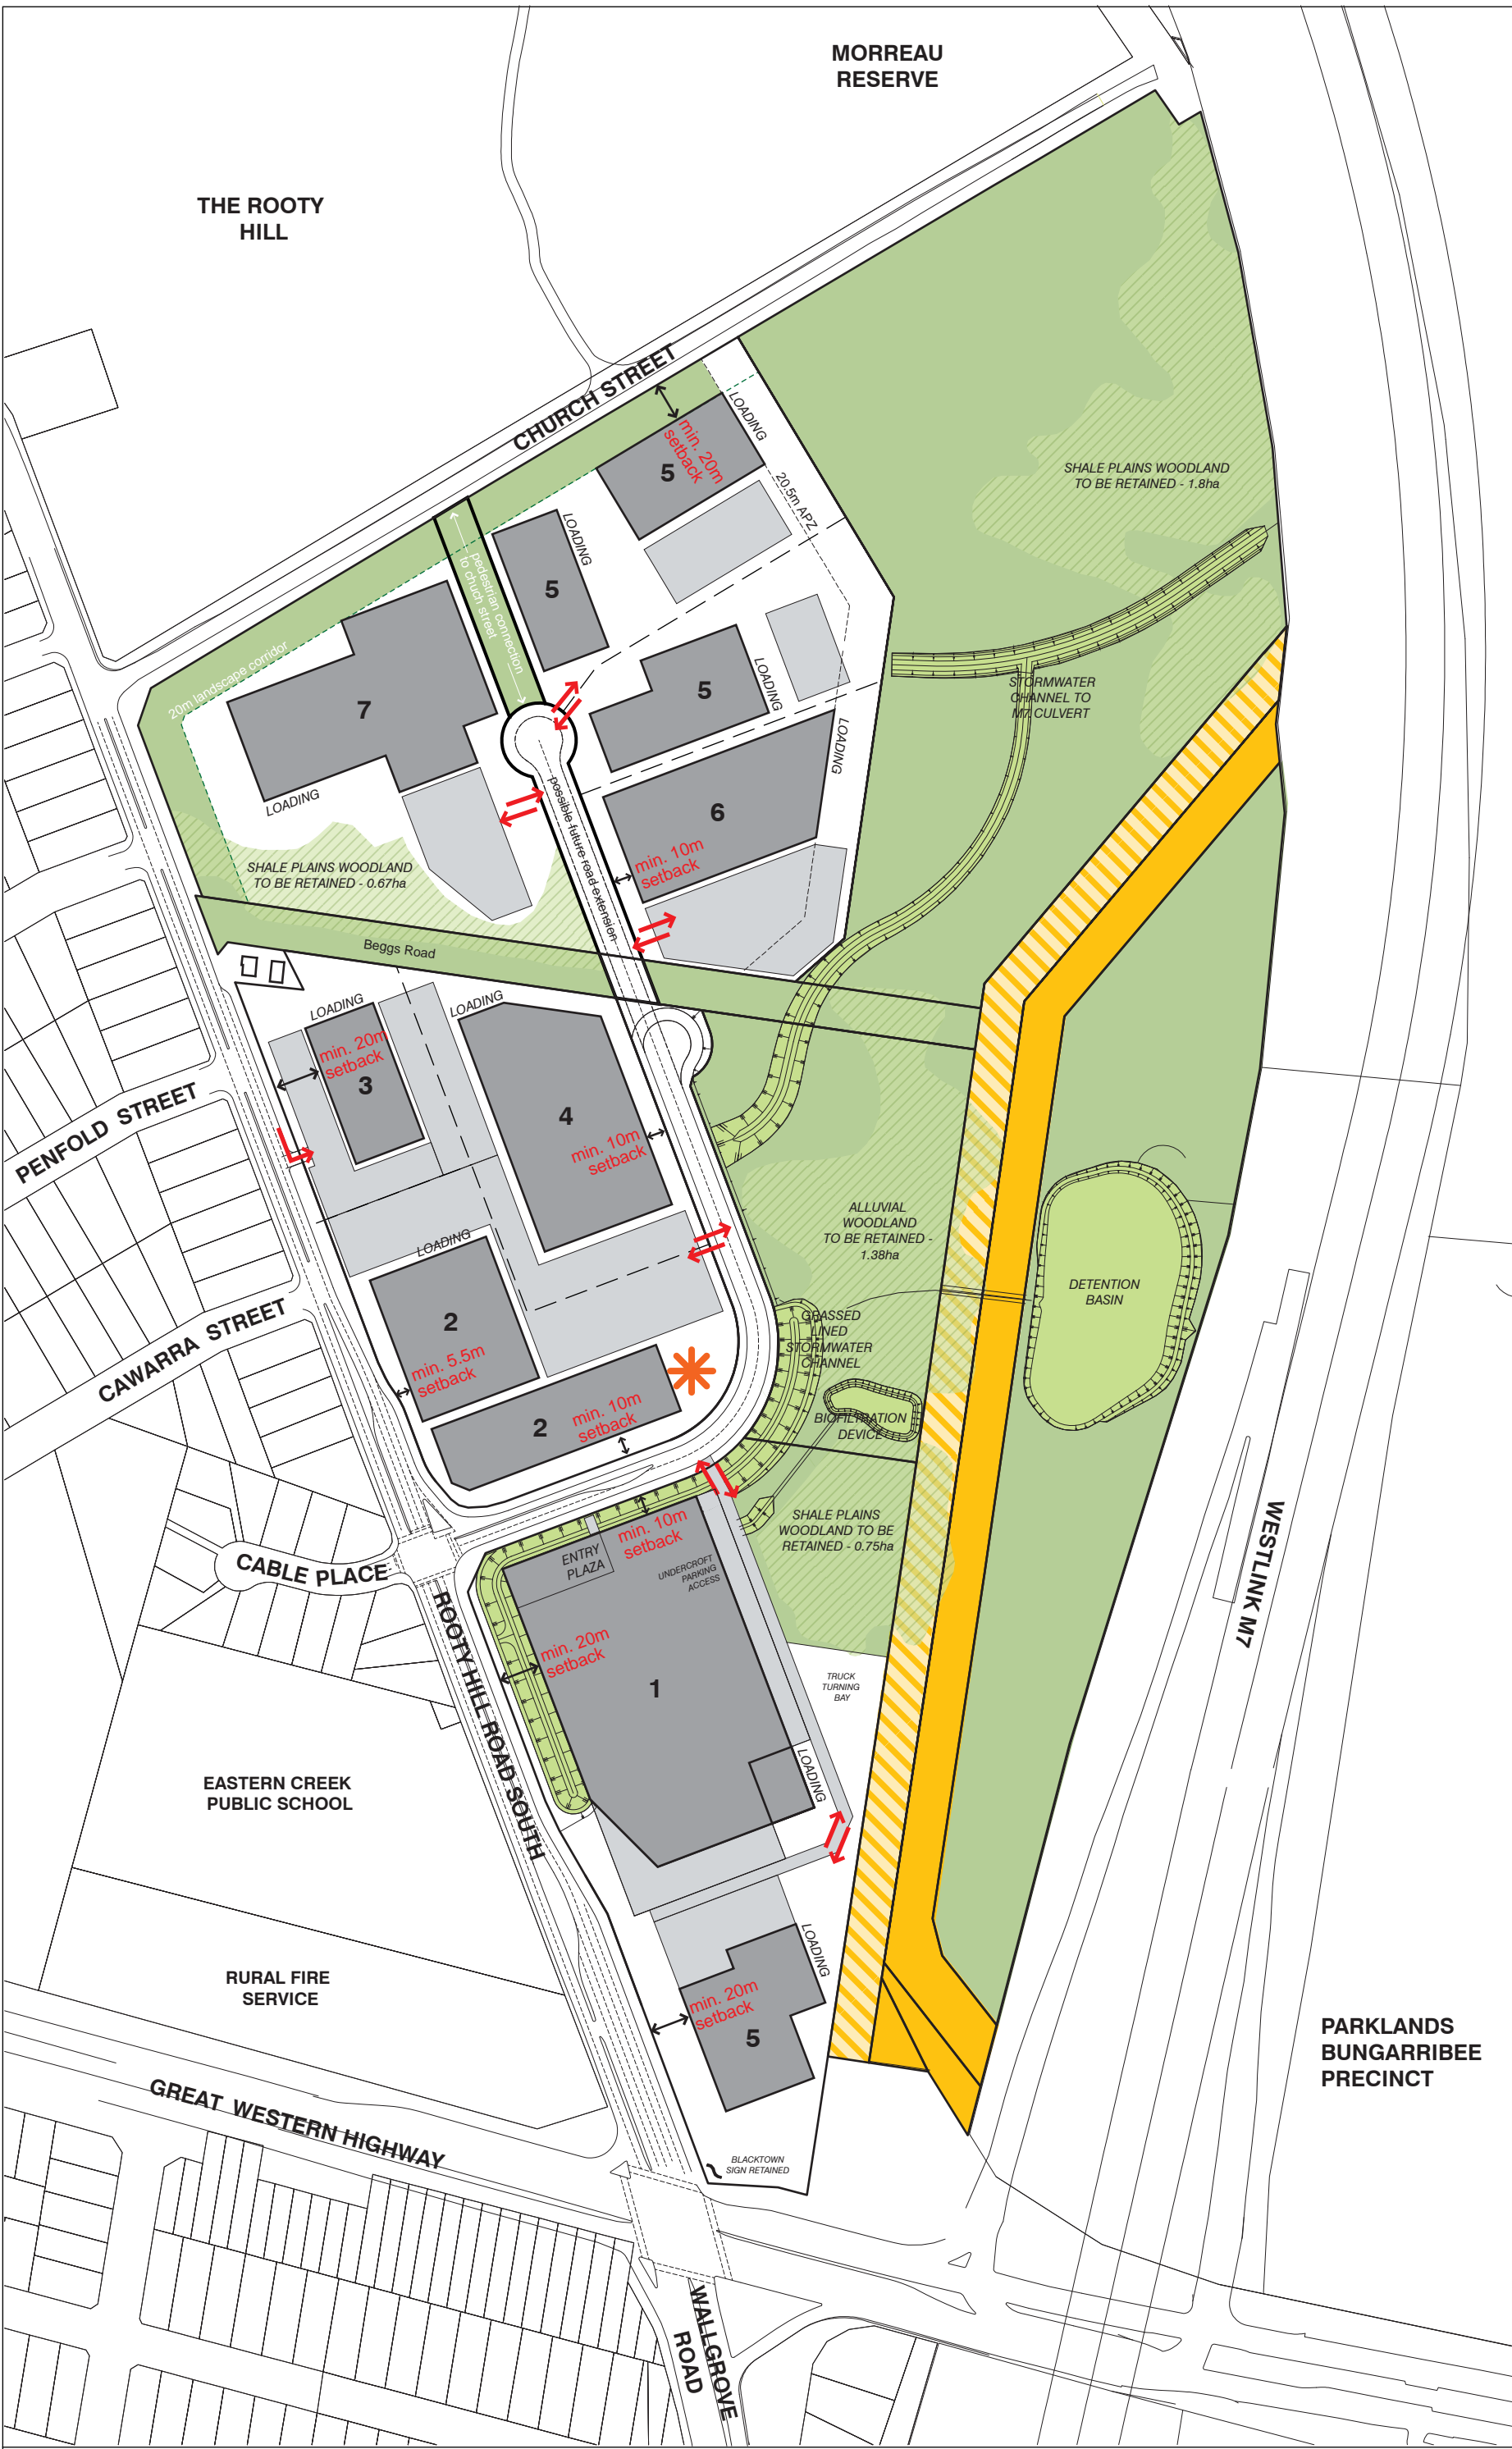 MORREAU
RESERVE
THE ROOTY
HILL
CHURCH STREET
LOADING
min. 20m
setback
5
20.5m APZ
SHALE PLAINS WOODLAND
TO BE RETAINED - 1.8ha
LOADING
5
pedestrian connection
to chuch street
20m landscape corridor
7
LOADING
5
LOADING
STORMWATER
CHANNEL TO
M7 CULVERT
LOADING
6
possible future road extension
min. 10m
setback
SHALE PLAINS WOODLAND
TO BE RETAINED - 0.67ha
Beggs Road
LOADING
LOADING
min. 20m
setback
3
4
min. 10m
setback
PENFOLD STREET
ALLUVIAL
WOODLAND
TO BE RETAINED -
1.38ha
LOADING
DETENTION
BASIN
2
min. 5.5m
setback
GRASSED
LINED
STORMWATER
CHANNEL
CAWARRA STREET
2
min. 10m
setback
BIOFILTRATION
DEVICE
SHALE PLAINS
WOODLAND TO BE
RETAINED - 0.75ha
min. 10m
setback
ENTRY
PLAZA
UNDERCROFT
PARKING
ACCESS
CABLE PLACE
WESTLINK M7
ROOTY HILL ROAD SOUTH
min. 20m
setback
1
TRUCK
TURNING
BAY
LOADING
EASTERN CREEK
PUBLIC SCHOOL
LOADING
RURAL FIRE
SERVICE
min. 20m
setback
5
PARKLANDS
BUNGARRIBEE
PRECINCT
GREAT WESTERN HIGHWAY
BLACKTOWN
SIGN RETAINED
WALLGROVE
ROAD